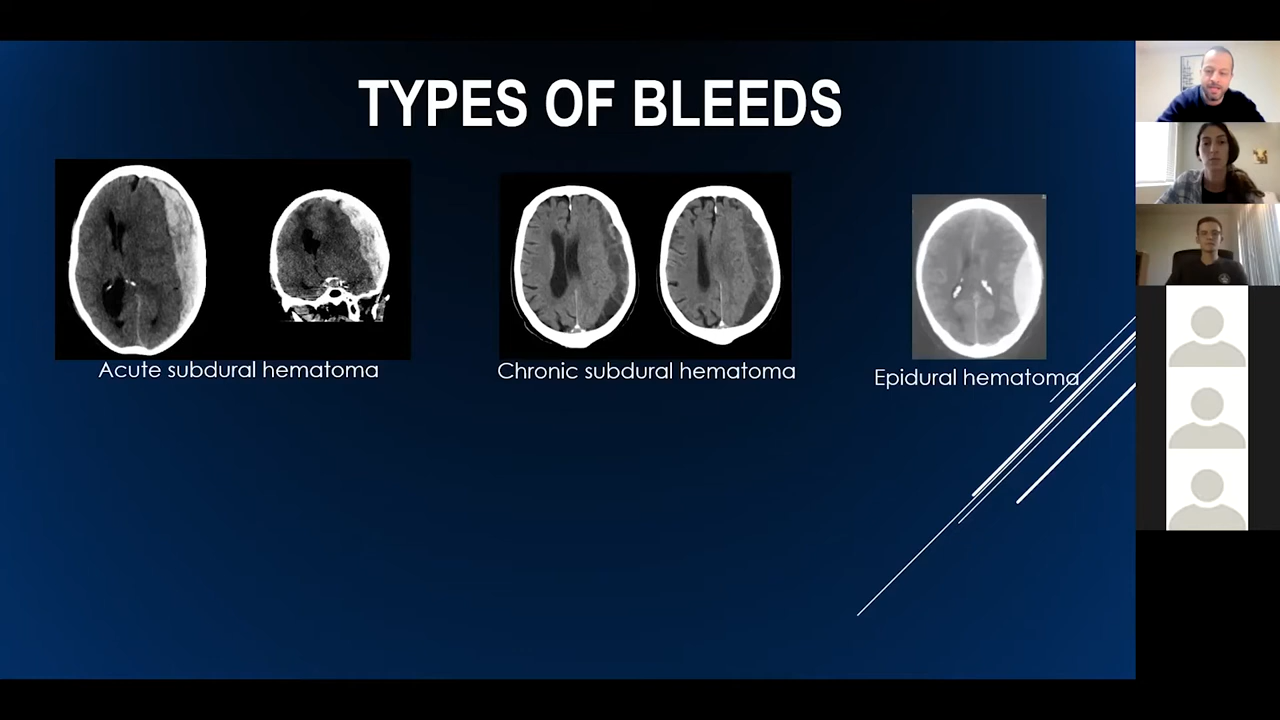 TYPES OF BLEEDS
Acute subdural hematoma
Chronic subdural hematoma
Epidural hematoma